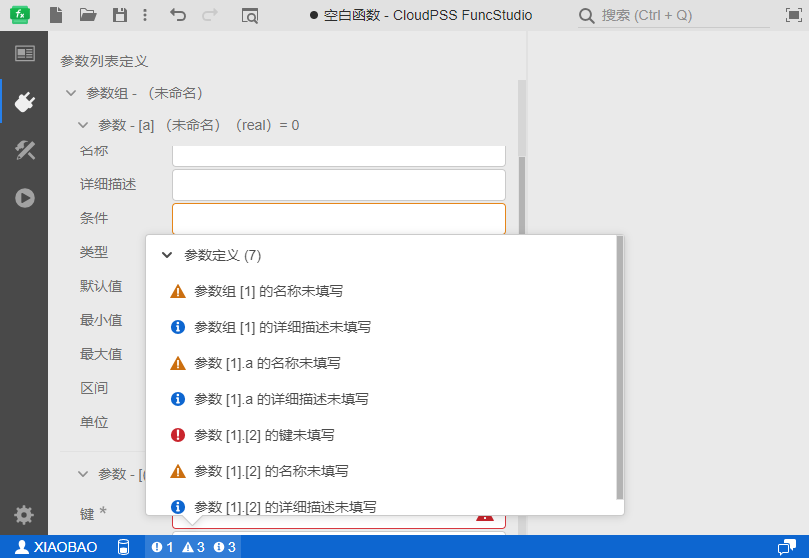 fx
● 空白函数 - CloudPSS FuncStudio
搜索 (Ctrl + Q)
参数列表定义
参数组 - （未命名）
参数 - [a] （未命名）（real）= 0
名称
详细描述
条件
类型
默认值
最小值
最大值
区间
单位
参数 - [(
键 *
参数定义 (7)
参数组 [1] 的名称未填写
参数组 [1] 的详细描述未填写
参数 [1].a 的名称未填写
参数 [1].a 的详细描述未填写
参数 [1].[2] 的键未填写
参数 [1].[2] 的名称未填写
参数 [1].[2] 的详细描述未填写
XIAOBAO
1 3 3